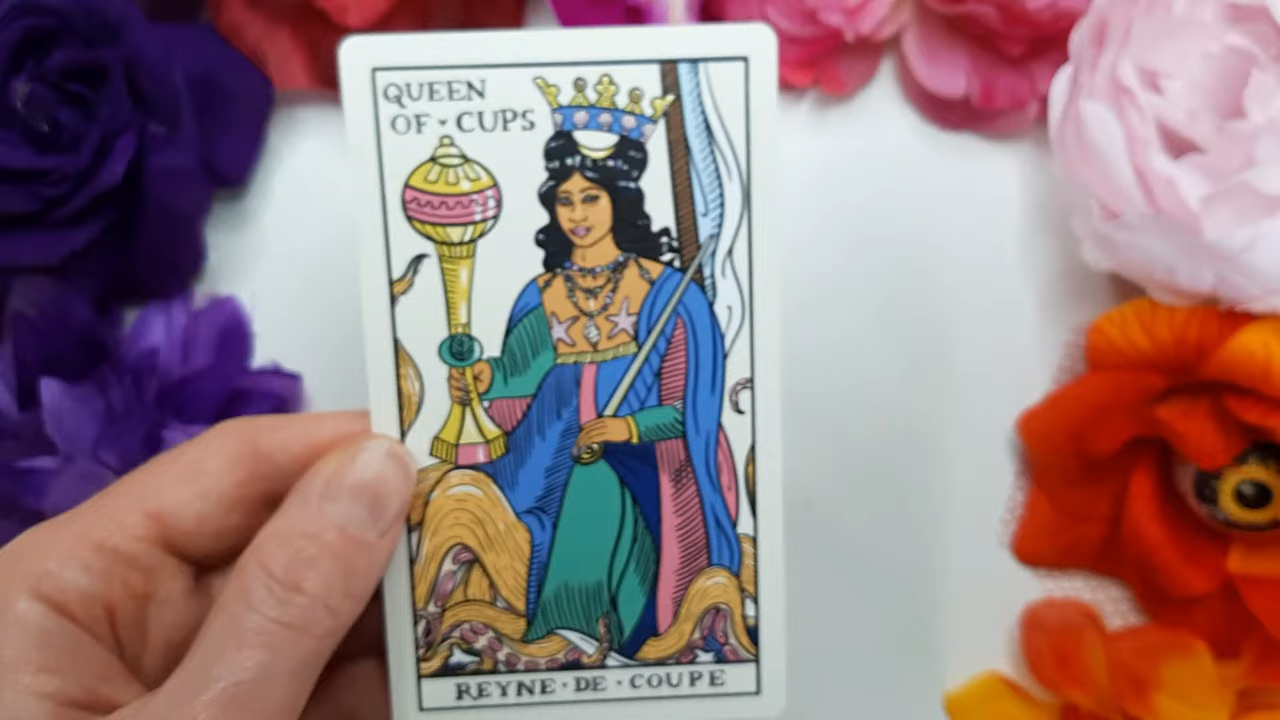 QUEEN
OF • CUPS
REYNE • DE • COUPE